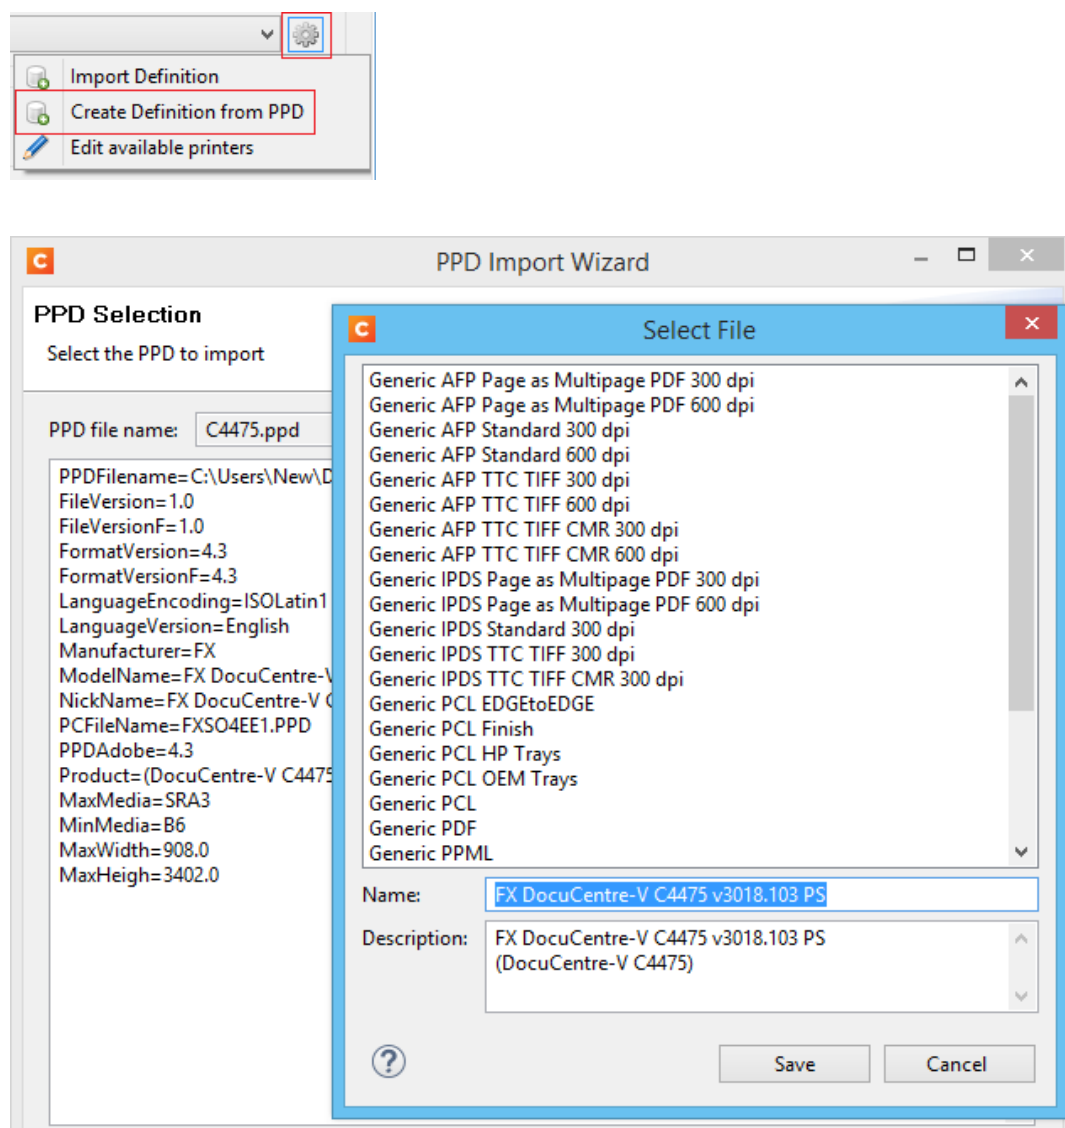 Import Definition
Create Definition from PPD
Edit available printers
C
PPD Import Wizard
PPD Selection
Select the PPD to import
PPD file name: C4475.ppd
PPDFilename=C:\Users\New\D
FileVersion=1.0
FileVersionF=1.0
FormatVersion=4.3
FormatVersionF=4.3
LanguageEncoding=ISOLatin1
LanguageVersion=English
Manufacturer=FX
ModelName=FX DocuCentre-V
NickName=FX DocuCentre-V C
PCFileName=FXSO4EE1.PPD
PPDAdobe=4.3
Product=(DocuCentre-V C4475
MaxMedia=SRA3
MinMedia=B6
MaxWidth=908.0
MaxHeigh=3402.0
C
Select File
Generic AFP Page as Multipage PDF 300 dpi
Generic AFP Page as Multipage PDF 600 dpi
Generic AFP Standard 300 dpi
Generic AFP Standard 600 dpi
Generic AFP TTC TIFF 300 dpi
Generic AFP TTC TIFF 600 dpi
Generic AFP TTC TIFF CMR 300 dpi
Generic AFP TTC TIFF CMR 600 dpi
Generic IPDS Page as Multipage PDF 300 dpi
Generic IPDS Page as Multipage PDF 600 dpi
Generic IPDS Standard 300 dpi
Generic IPDS TTC TIFF 300 dpi
Generic IPDS TTC TIFF CMR 300 dpi
Generic PCL EDGEtoEDGE
Generic PCL Finish
Generic PCL HP Trays
Generic PCL OEM Trays
Generic PCL
Generic PDF
Generic PPML
Name: FX DocuCentre-V C4475 v3018.103 PS
Description: FX DocuCentre-V C4475 v3018.103 PS
(DocuCentre-V C4475)
?
Save Cancel